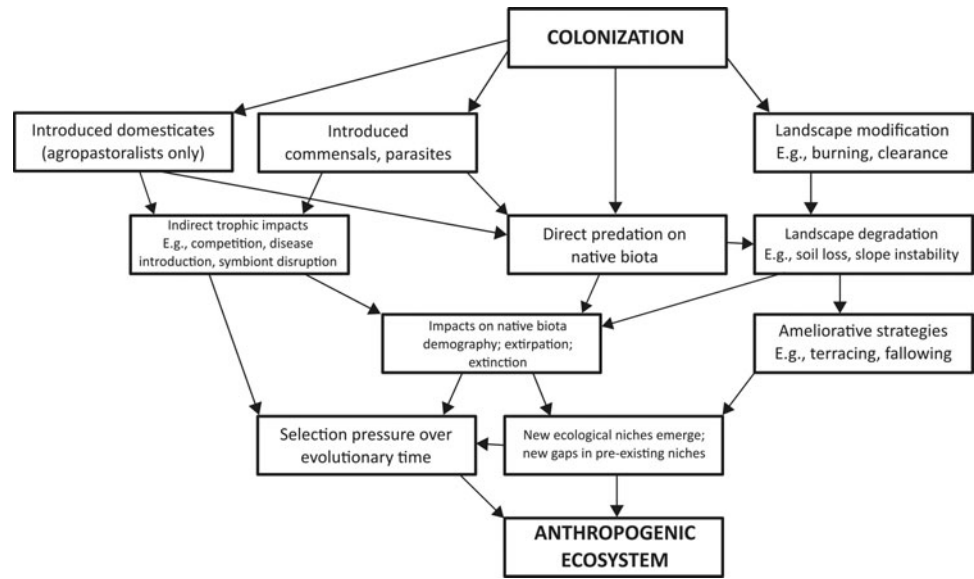 COLONIZATION
Introduced domesticates
(agropastoralists only)
Introduced
commensals, parasites
Landscape modification
E.g., burning, clearance
Indirect trophic impacts
E.g., competition, disease
introduction, symbiont disruption
Direct predation on
native biota
Landscape degradation
E.g., soil loss, slope instability
Impacts on native biota
demography; extirpation;
extinction
Ameliorative strategies
E.g., terracing, fallowing
Selection pressure over
evolutionary time
New ecological niches emerge;
new gaps in pre-existing niches
ANTHROPOGENIC
ECOSYSTEM